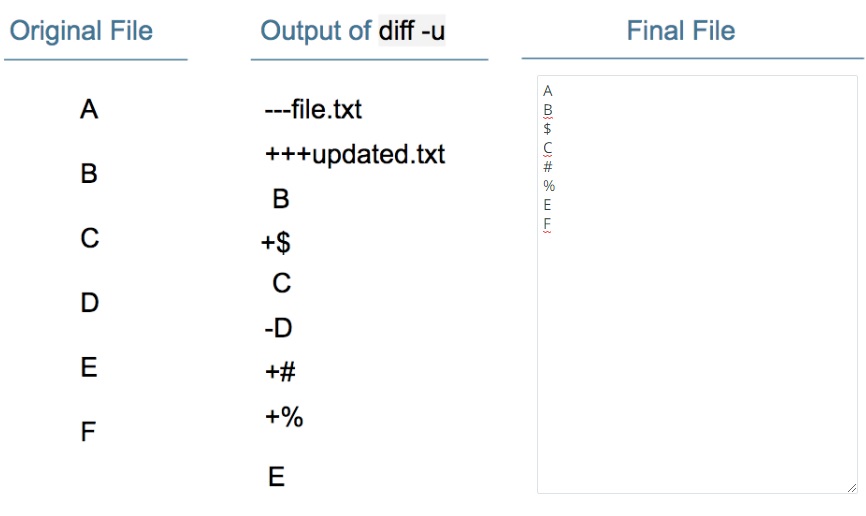 Original File
Output of diff -u
Final File
A
B
C
D
E
F
---file.txt
+++updated.txt
B
+$
C
-D
+#
+%
E
A
B
$
C
#
%
E
F